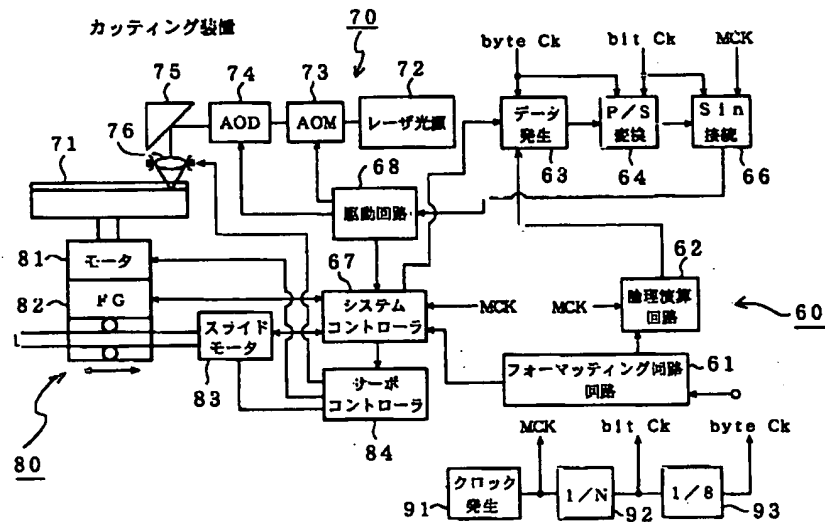 カッティング装置
70
byte Ck
bit Ck
MCK
75
74
73
72
AOD
AOM
レーザ光源
データ
発生
P/S
変換
Sin
接続
76
71
63
64
66
68
駆動回路
81
モータ
82
FG
67
システム
コントローラ
MCK
MCK
62
論理演算
回路
60
スライド
モータ
83
サーボ
コントローラ
84
フォーマッティング回路
回路
61
80
MCK
bit Ck
byte Ck
クロック
発生
91
1/N
92
1/8
93